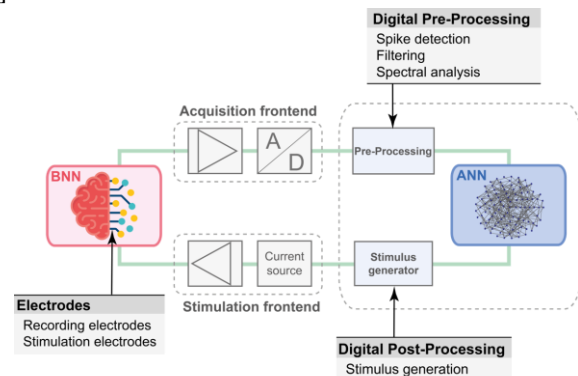 Digital Pre-Processing
Spike detection
Filtering
Spectral analysis
Acquisition frontend
A
D
Pre-Processing
BNN
ANN
Current
source
Stimulus
generator
Stimulation frontend
Electrodes
Recording electrodes
Stimulation electrodes
Digital Post-Processing
Stimulus generation